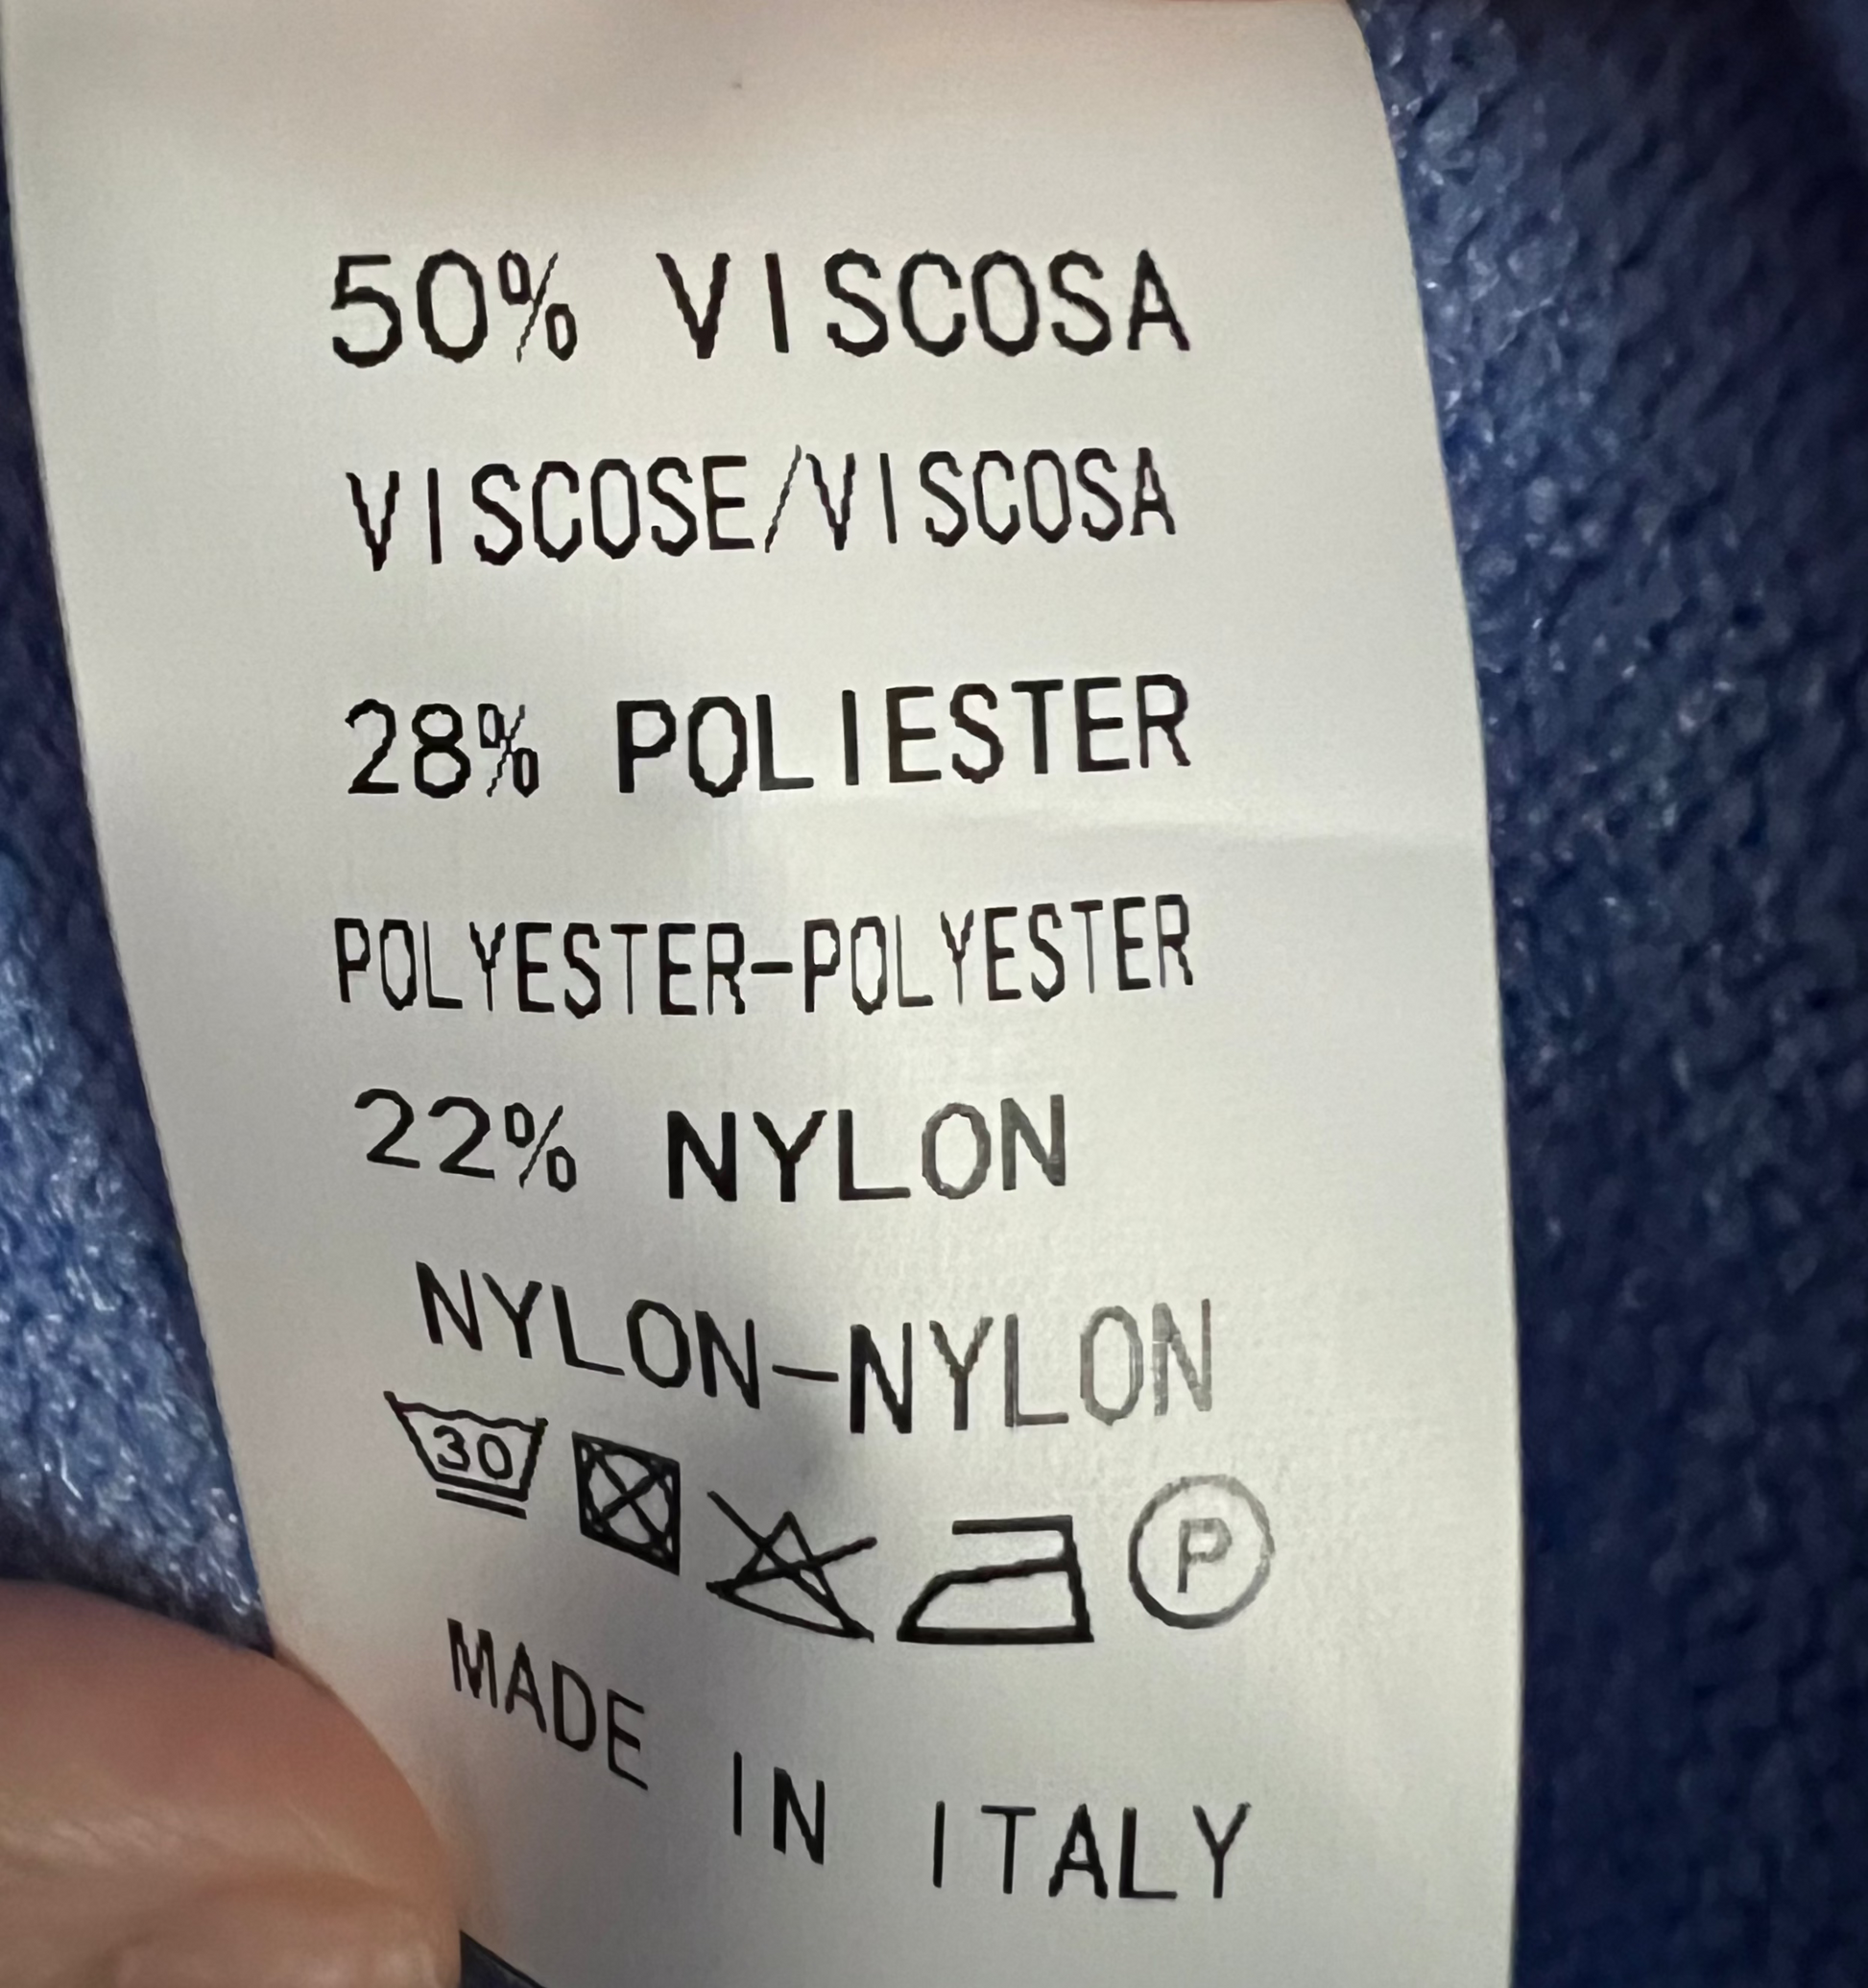 50% VISCOSA
VISCOSE/VISCOSA
28% POLIESTER
POLYESTER-POLYESTER
22% NYLON
NYLON-NYLON
30 P
MADE IN ITALY